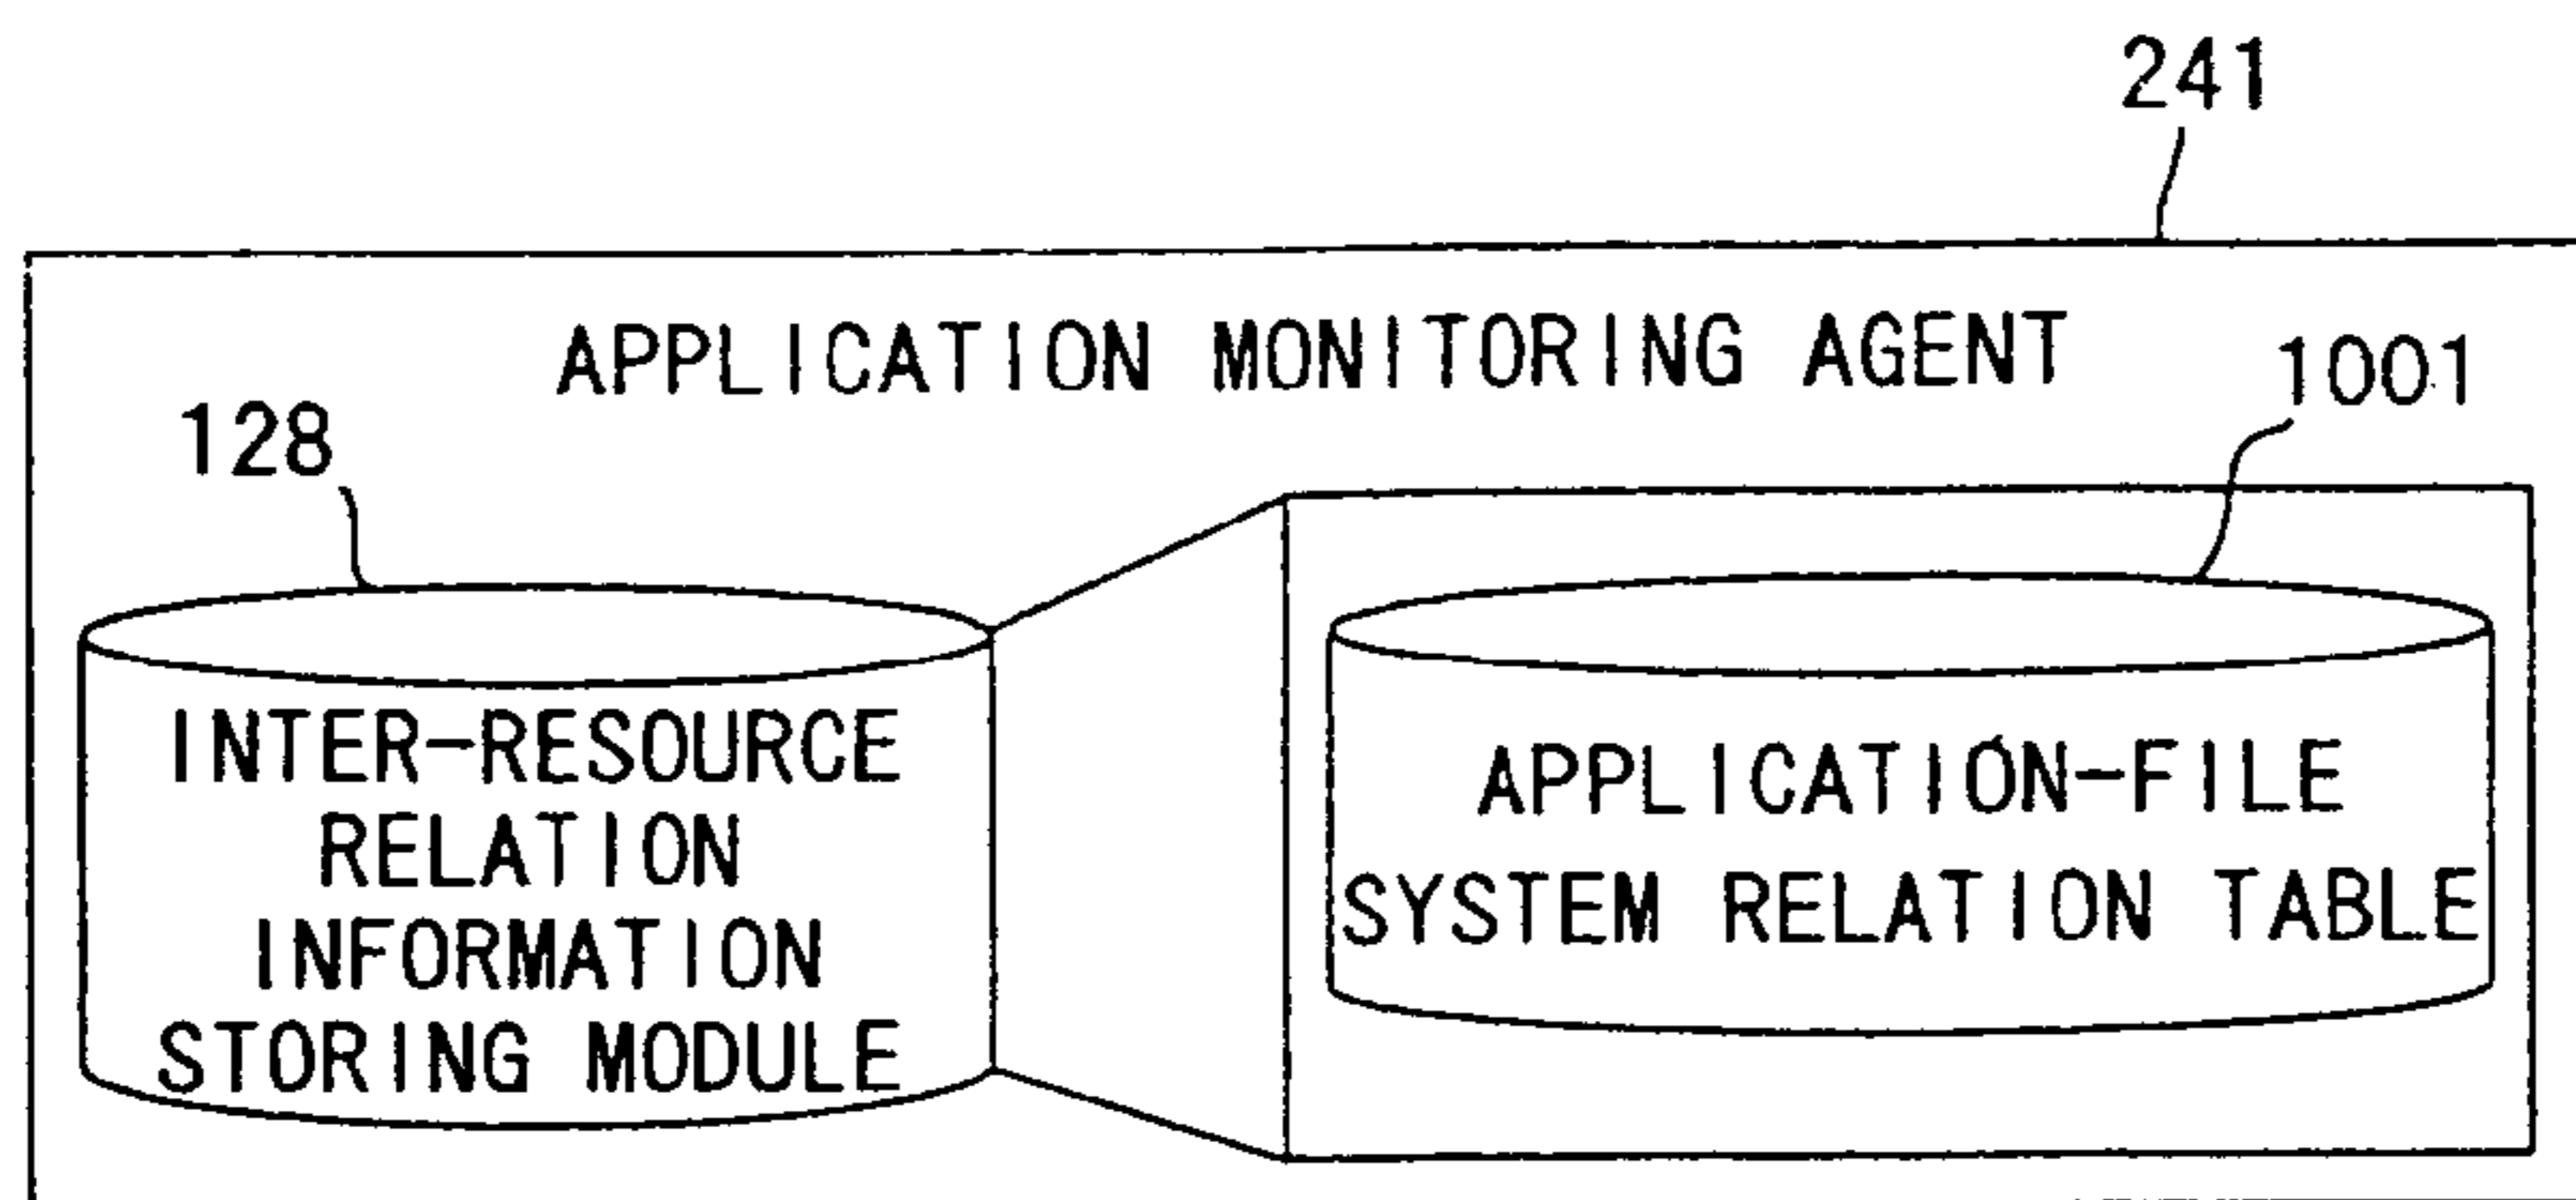 241
APPLICATION MONITORING AGENT
1001
128
INTER-RESOURCE
RELATION
INFORMATION
STORING MODULE
APPLICATION-FILE
SYSTEM RELATION TABLE